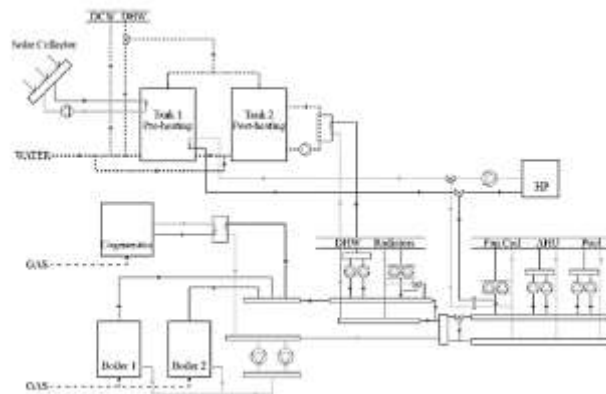 DCW DHW
Solar Collector
Tank 1
Pre-heating
Tank 2
Post-heating
WATER
HP
Cogenerator
DHW Radiators
Fan Coil AHU Pool
GAS
Boiler 1
Boiler 2
GAS